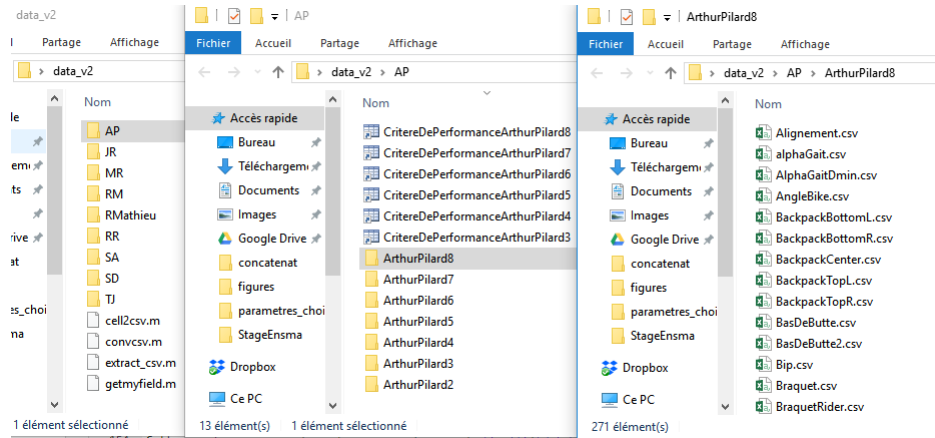 data_v2
Partage Affichage
data_v2
Nom
AP
JR
MR
RM
RMathieu
RR
SA
SD
TJ
cell2csv.m
convcsv.m
extract_csv.m
getmyfield.m
1 élément sélectionné
AP
Fichier Accueil Partage Affichage
data_v2 > AP
Accès rapide
Bureau
Téléchargem
Documents
Images
Google Drive
concatenat
figures
parametres_choi
StageEnsma
Dropbox
Ce PC
Nom
CritereDePerformanceArthurPilard8
CritereDePerformanceArthurPilard7
CritereDePerformanceArthurPilard6
CritereDePerformanceArthurPilard5
CritereDePerformanceArthurPilard4
CritereDePerformanceArthurPilard3
ArthurPilard8
ArthurPilard7
ArthurPilard6
ArthurPilard5
ArthurPilard4
ArthurPilard3
ArthurPilard2
13 élément(s) 1 élément sélectionné
ArthurPilard8
Fichier Accueil Partage Affichage
data_v2 > AP > ArthurPilard8
Accès rapide
Bureau
Téléchargem
Documents
Images
Google Drive
concatenat
figures
parametres_choi
StageEnsma
Dropbox
Ce PC
Nom
Alignement.csv
alphaGait.csv
AlphaGaitDmin.csv
AngleBike.csv
BackpackBottomL.csv
BackpackBottomR.csv
BackpackCenter.csv
BackpackTopL.csv
BackpackTopR.csv
BasDeButte.csv
BasDeButte2.csv
Bip.csv
Braquet.csv
BraquetRider.csv
271 élément(s)